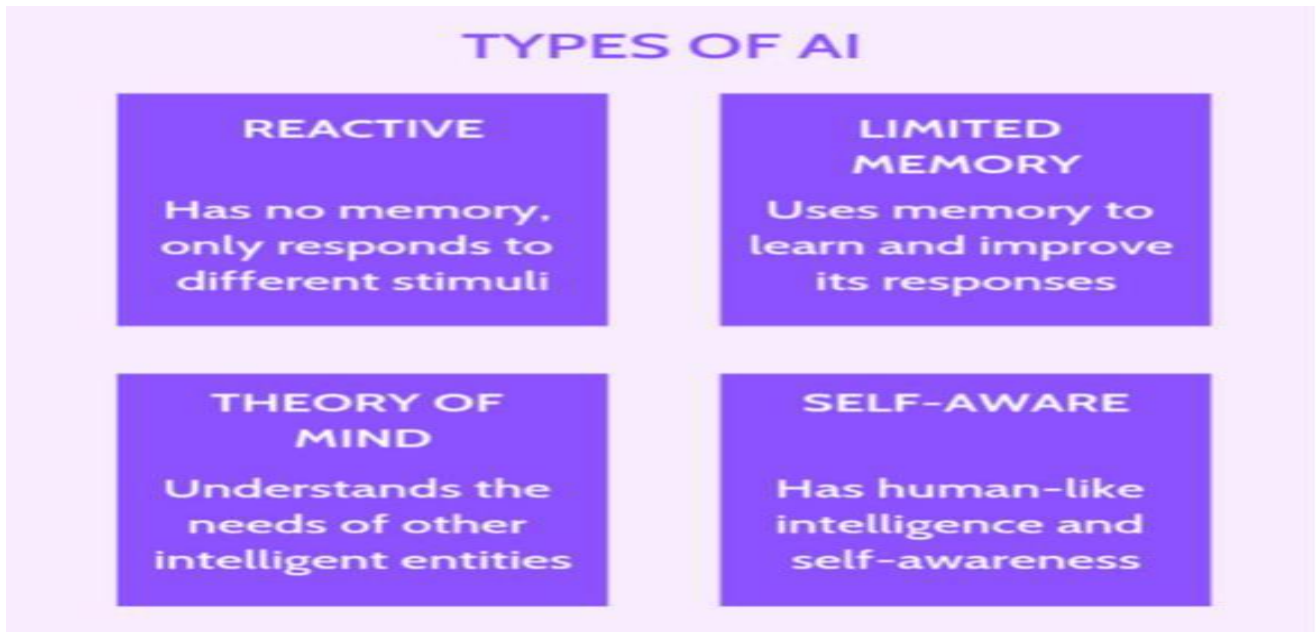 TYPES OF AI
REACTIVE
Has no memory,
only responds to
different stimuli
LIMITED
MEMORY
Uses memory to
learn and improve
its responses
THEORY OF
MIND
Understands the
needs of other
intelligent entities
SELF-AWARE
Has human-like
intelligence and
self-awareness